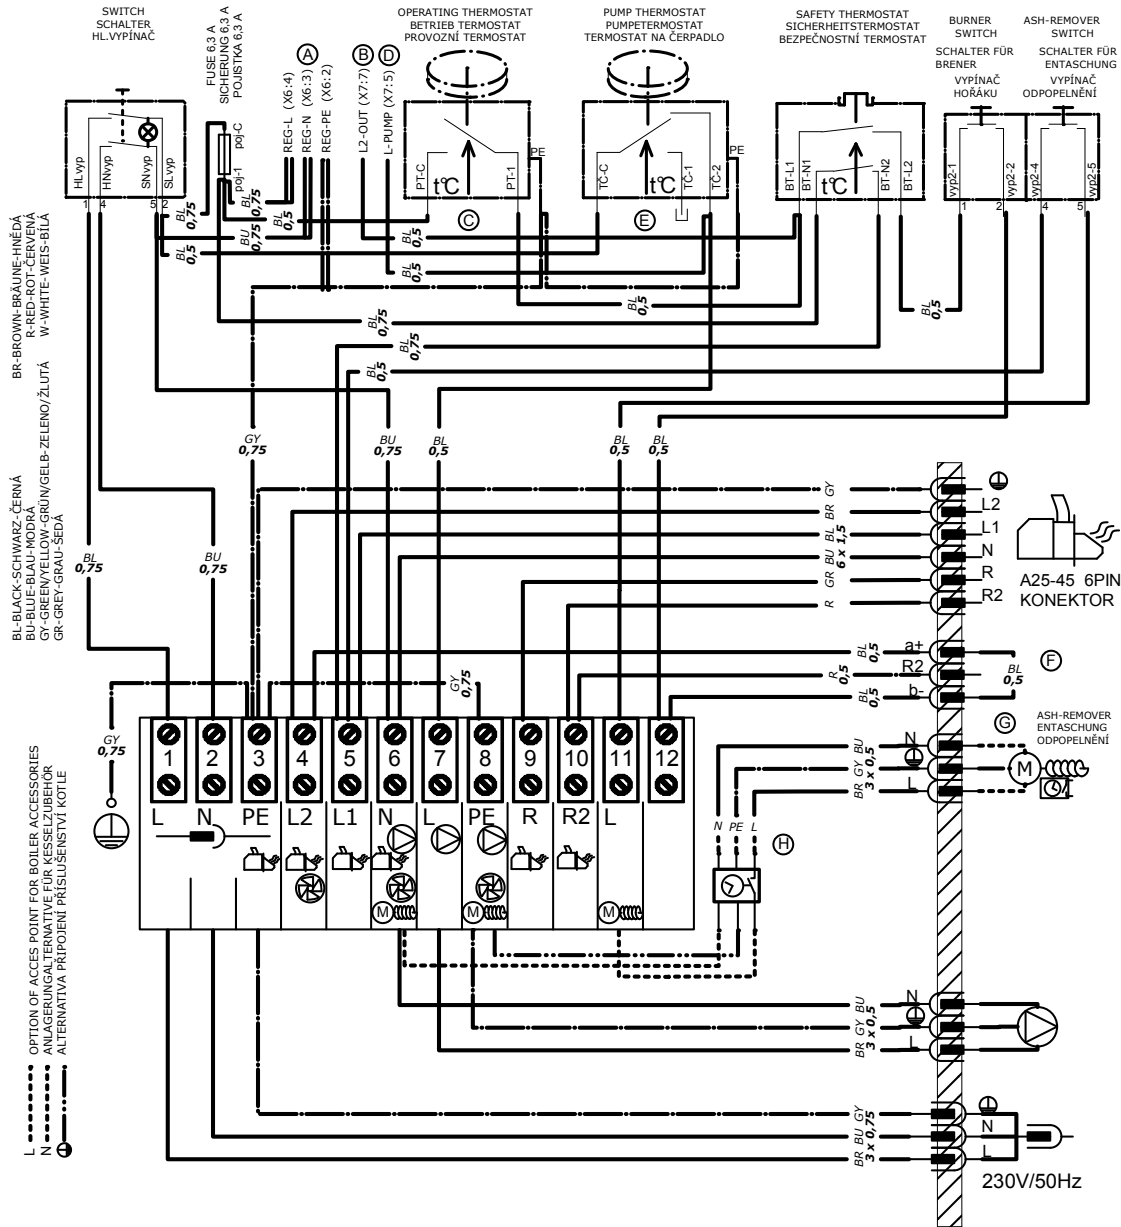 SWITCH
SCHALTER
HL.VYPÍNAČ
FUSE 6,3 A
SICHERUNG 6,3 A
POJISTKA 6,3 A
REG-L (X6:4)
REG-N (X6:3)
REG-PE (X6:2)
A
B
D
L2-OUT (X7:7)
L-PUMP (X7:5)
OPERATING THERMOSTAT
BETRIEB TERMOSTAT
PROVOZNÍ TERMOSTAT
PUMP THERMOSTAT
PUMPETERMOSTAT
TERMOSTAT NA ČERPADLO
SAFETY THERMOSTAT
SICHERHEITSTERMOSTAT
BEZPEČNOSTNÍ TERMOSTAT
BURNER
SWITCH
SCHALTER FÜR
BRENER
VYPÍNAČ
HOŘÁKU
ASH-REMOVER
SWITCH
SCHALTER FÜR
ENTASCHUNG
VYPÍNAČ
ODPOPELNĚNÍ
HLvyp
HNvyp
SNvyp
SLvyp
1
4
5
2
poj-C
poj-1
PT-C
t°C
PT-1
PE
C
TČ-C
t°C
TČ-1
TČ-2
PE
E
BT-L1
BT-N1
t°C
BT-N2
BT-L2
vyp2-1
vyp2-2
vyp2-4
vyp2-5
1
2
4
5
BL
0,75
BL
0,75
BL
0,5
BU
0,75
BL
0,5
BL
0,5
BL
0,5
BL
0,5
BL
0,5
BL
0,75
BL
0,75
BL
0,5
BR-BROWN-BRÄUNE-HNĚDÁ
R-RED-ROT-ČERVENÁ
W-WHITE-WEIS-BÍLÁ
BL-BLACK-SCHWARZ-ČERNÁ
BU-BLUE-BLAU-MODRÁ
GY-GREEN/YELLOW-GRÜN/GELB-ZELENO/ŽLUTÁ
GR-GREY-GRAU-ŠEDÁ
GY
0,75
BU
0,75
BL
0,5
BL
0,5
BL
0,5
BL
0,75
BU
0,75
GY
BR
BL
BU
6 x 1,5
GR
R
L2
L1
N
R
R2
A25-45 6PIN
KONEKTOR
BL
0,5
R
0,5
BL
0,5
a+
R2
b-
BL
0,5
F
GY
0,75
GY
0,75
G
ASH-REMOVER
ENTASCHUNG
ODPOPELNĚNÍ
BU
GY
BR
3 x 0,5
N
L
M
1
2
3
4
5
6
7
8
9
10
11
12
L
N
PE
L2
L1
N
L
PE
R
R2
L
M
M
M
N
PE
L
H
BU
GY
BR
3 x 0,5
N
L
GY
BU
BR
3 x 0,75
N
L
230V/50Hz
OPTION OF ACCES POINT FOR BOILER ACCESSORIES
ANLAGERUNGALTERNATIVE FÜR KESSELZUBEHÖR
ALTERNATIVA PŘIPOJENÍ PŘÍSLUŠENSTVÍ KOTLE
L
N